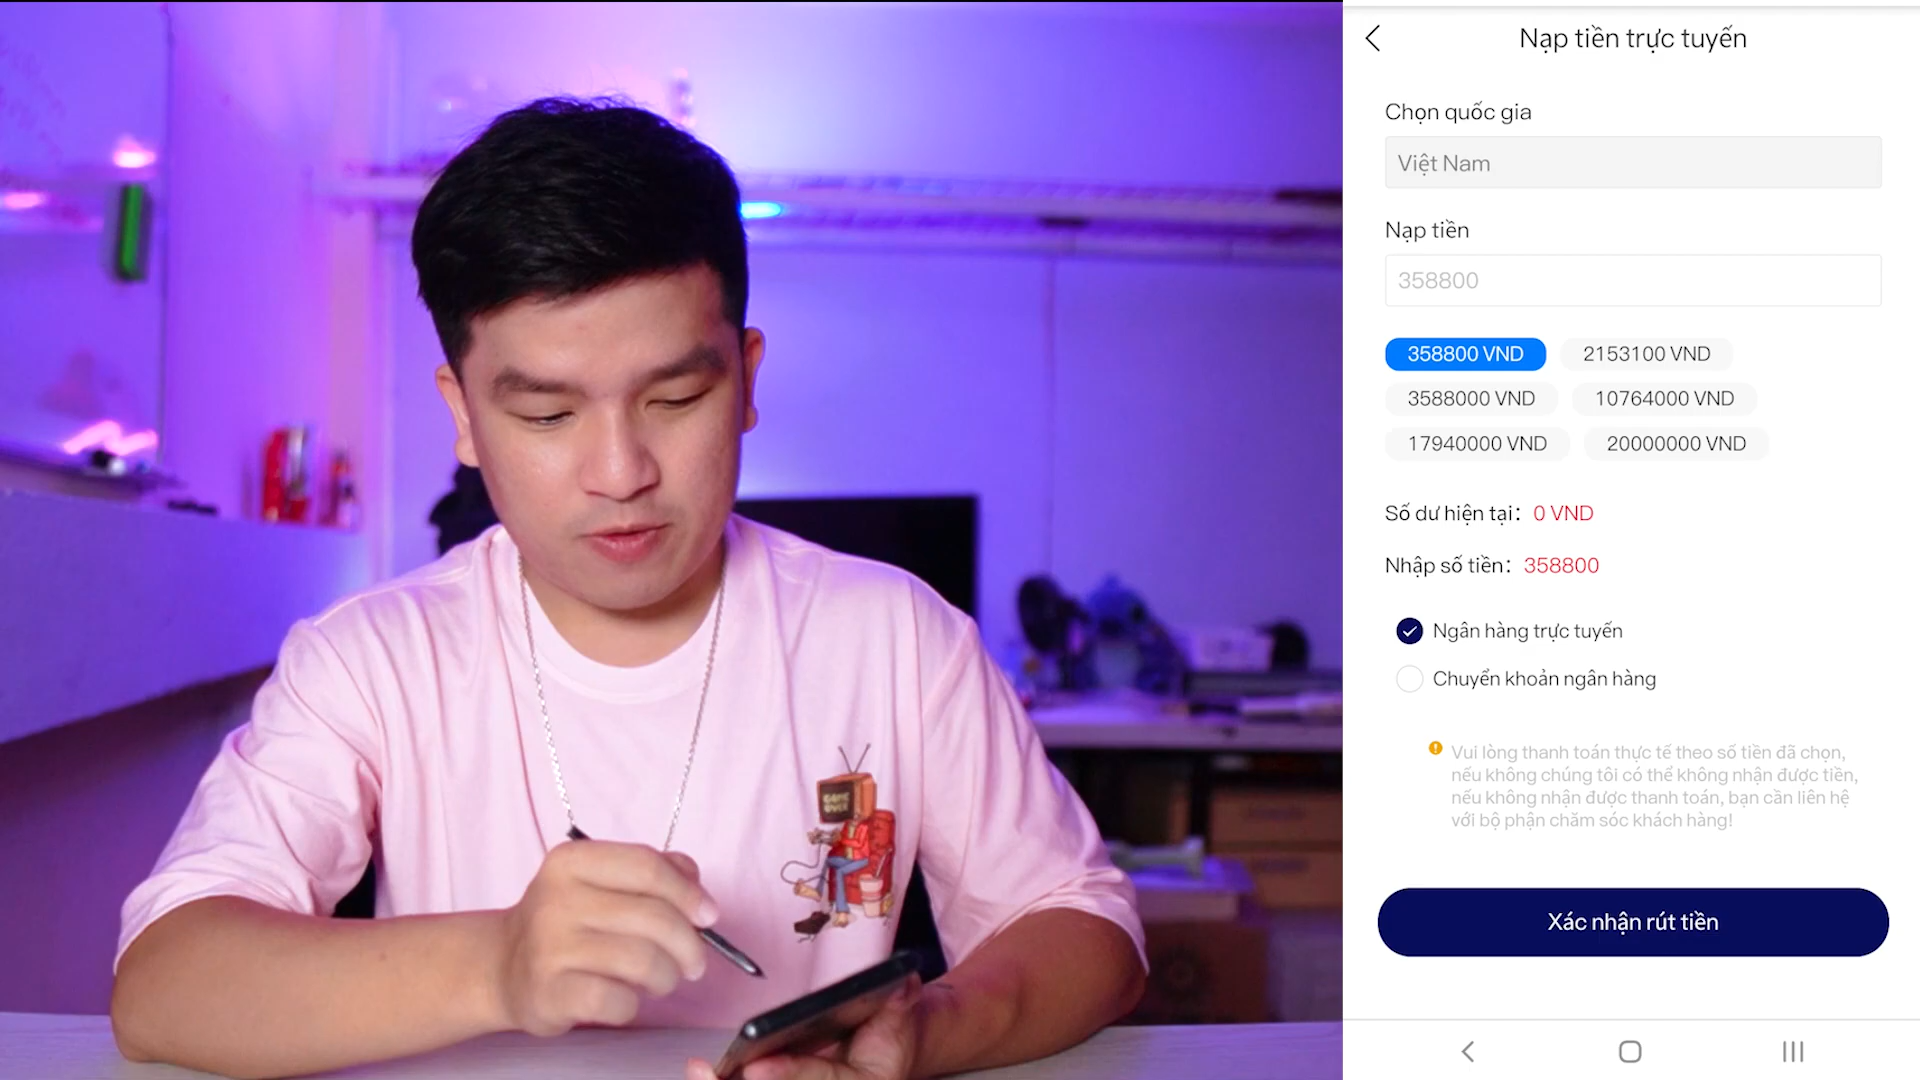 Nạp tiền trực tuyến
Chọn quốc gia
Việt Nam
Nạp tiền
358800
358800 VND
2153100 VND
3588000 VND
10764000 VND
17940000 VND
20000000 VND
Số dư hiện tại: 0 VND
Nhập số tiền: 358800
Ngân hàng trực tuyến
Chuyển khoản ngân hàng
Vui lòng thanh toán thực tế theo số tiền đã chọn,
nếu không chúng tôi có thể không nhận được tiền,
nếu không nhận được thanh toán, bạn cần liên hệ
với bộ phận chăm sóc khách hàng!
Xác nhận rút tiền
GAME
OVER